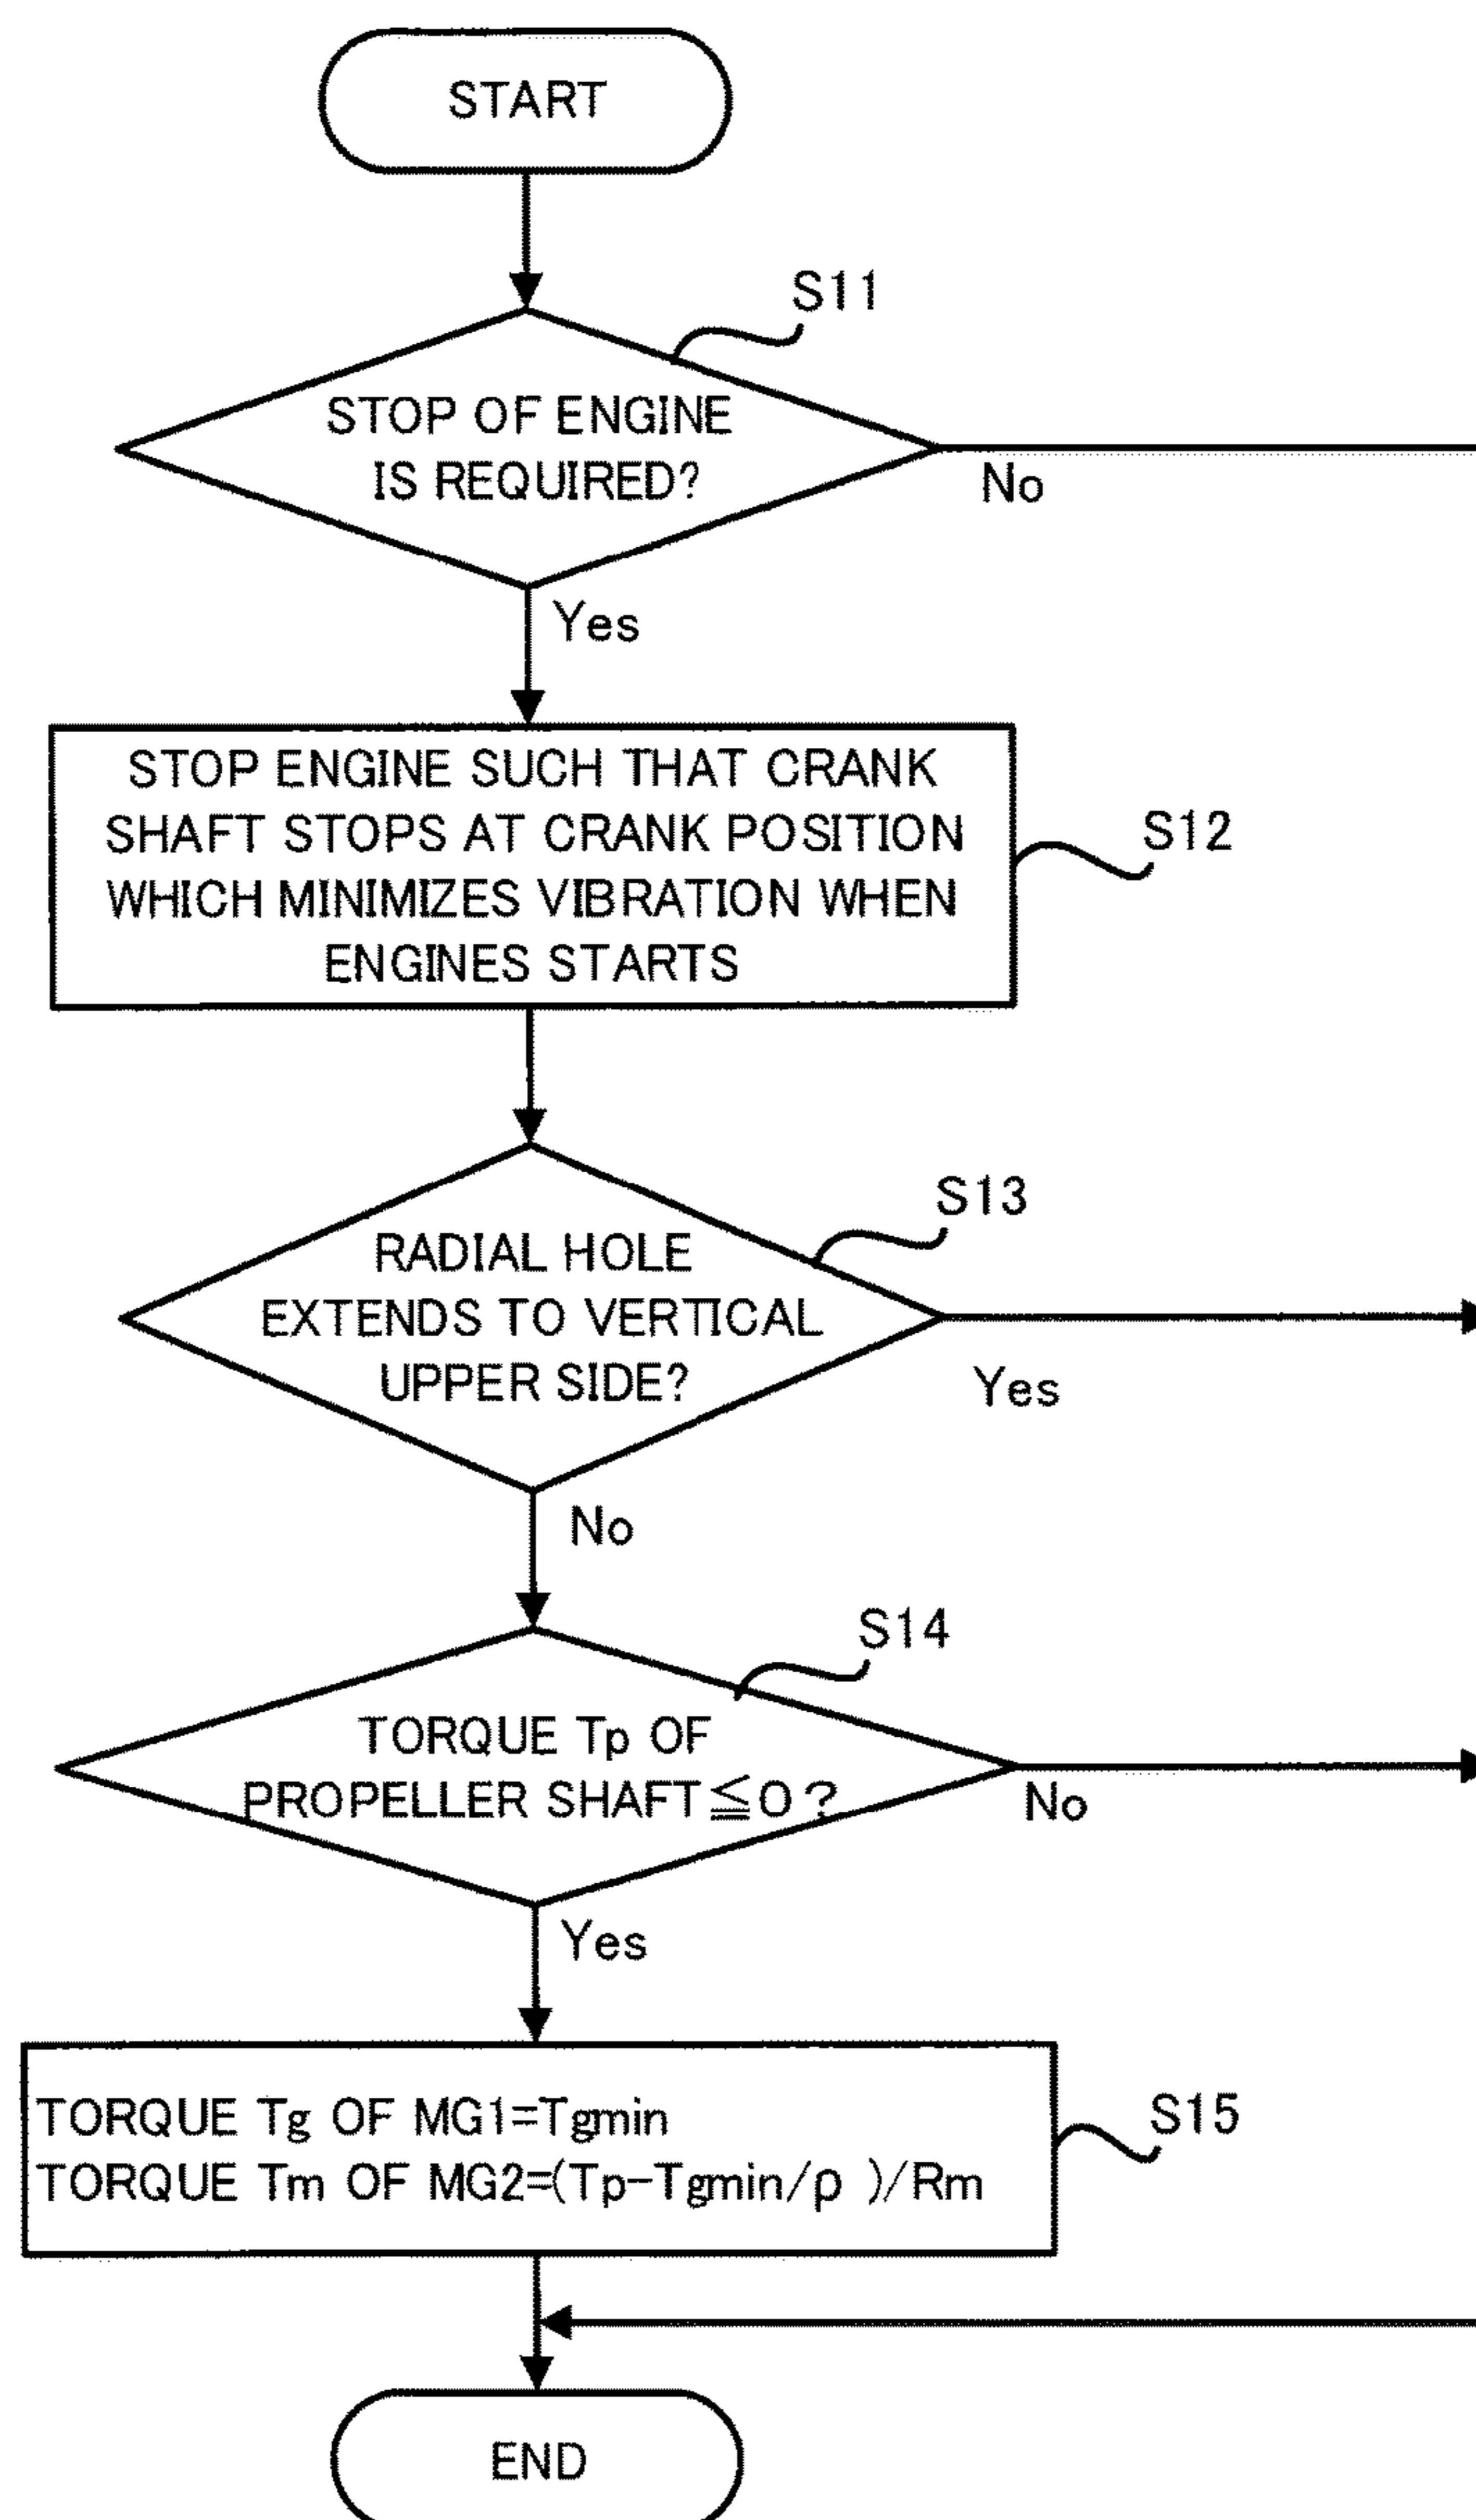 START
S11
STOP OF ENGINE
IS REQUIRED?
No
Yes
STOP ENGINE SUCH THAT CRANK
SHAFT STOPS AT CRANK POSITION
WHICH MINIMIZES VIBRATION WHEN
ENGINES STARTS
S12
S13
RADIAL HOLE
EXTENDS TO VERTICAL
UPPER SIDE?
Yes
No
S14
TORQUE Tp OF
PROPELLER SHAFT≦0?
No
Yes
TORQUE Tg OF MG1=Tgmin
TORQUE Tm OF MG2=(Tp-Tgmin/ρ )/Rm
S15
END